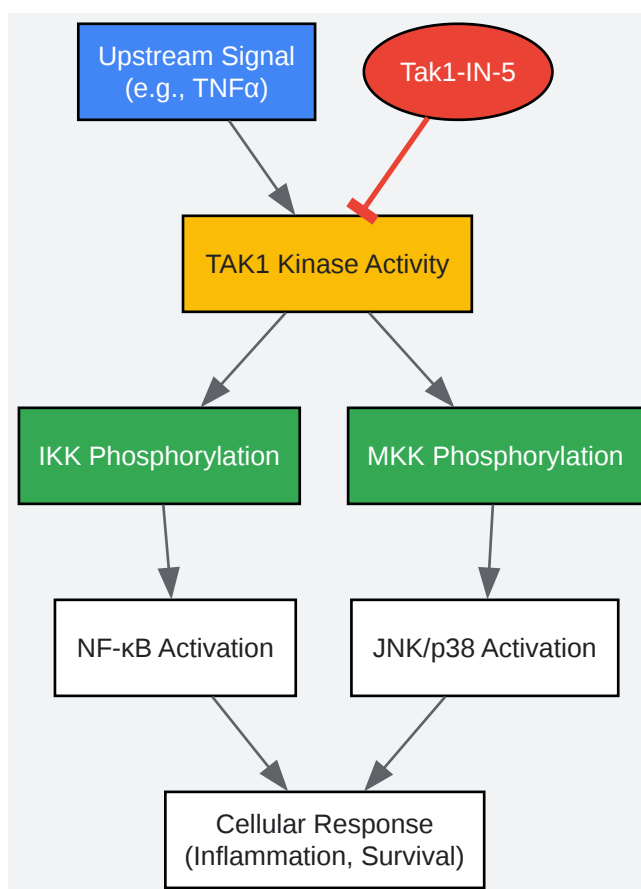 Upstream Signal
(e.g., TNFα)
Tak1-IN-5
TAK1 Kinase Activity
IKK Phosphorylation
MKK Phosphorylation
NF-κB Activation
JNK/p38 Activation
Cellular Response
(Inflammation, Survival)